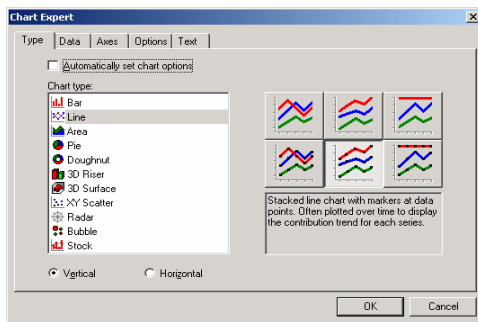 Chart Expert
Type Data Axes Options Text
Automatically set chart options
Chart type:
Bar
Line
Area
Pie
Doughnut
3D Riser
3D Surface
XY Scatter
Radar
Bubble
Stock
Stacked line chart with markers at data
points. Often plotted over time to display
the contribution trend for each series.
Vertical Horizontal
OK Cancel